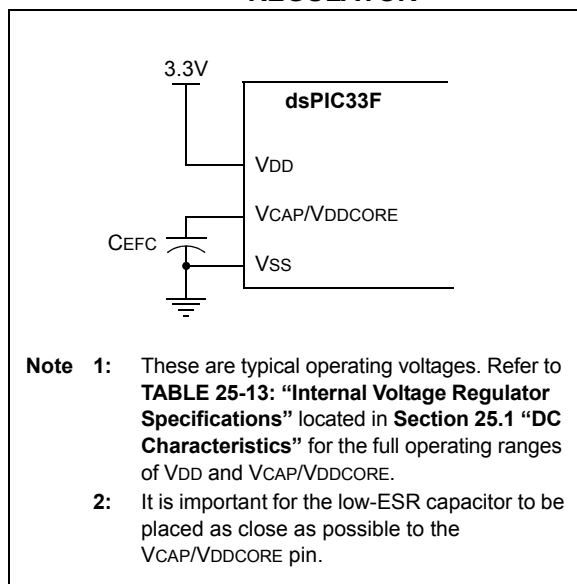 REGULATOR
3.3V
dsPIC33F
VDD
VCAP/VDDCORE
CEFC
VSS
Note 1: These are typical operating voltages. Refer to
TABLE 25-13: “Internal Voltage Regulator
Specifications” located in Section 25.1 “DC
Characteristics” for the full operating ranges
of VDD and VCAP/VDDCORE.
2: It is important for the low-ESR capacitor to be
placed as close as possible to the
VCAP/VDDCORE pin.